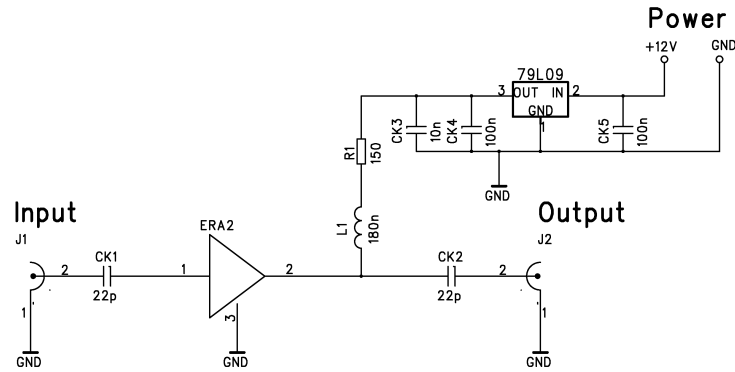 Power
+12V GND
79L09
3 OUT IN 2
GND
1
CK3 10n CK4 100n CK5 100n
R1 150
GND
Input Output
J1 ERA2 L1 180n J2
CK1 CK2
2 1 2 2
22p 22p
1 3 1
GND GND GND